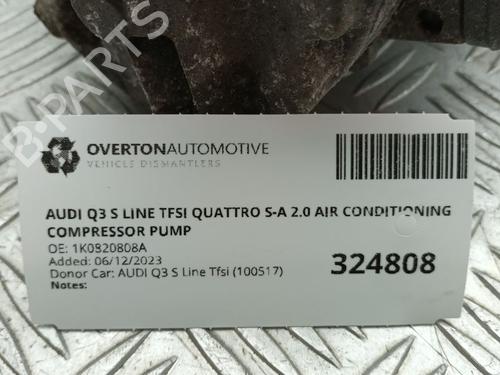 B-PARTS
OVERTONAUTOMOTIVE
VEHICLE DISMANTLERS
AUDI Q3 S LINE TFSI QUATTRO S-A 2.0 AIR CONDITIONING
COMPRESSOR PUMP
OE: 1K0820808A
Added: 06/12/2023
Donor Car: AUDI Q3 S Line Tfsi (100517)
Notes:
324808